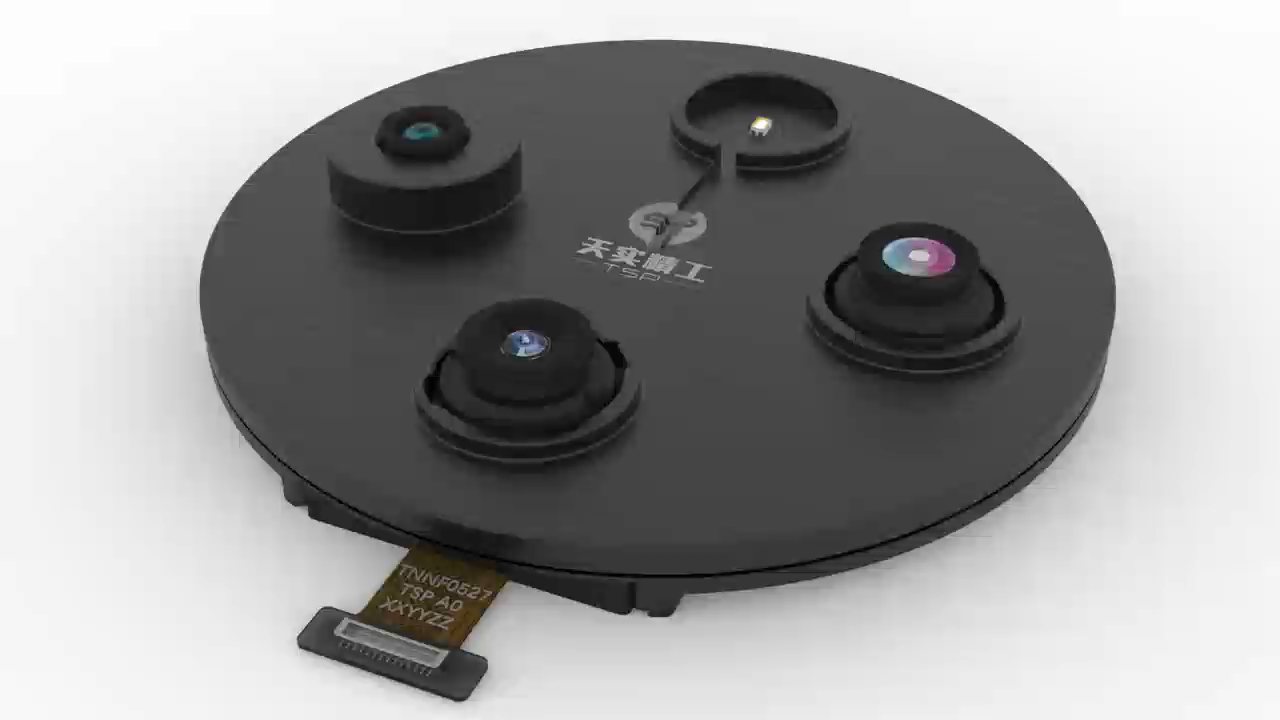 天实精工
TSP
TNNF0527
TSP A0
XXYYZZ